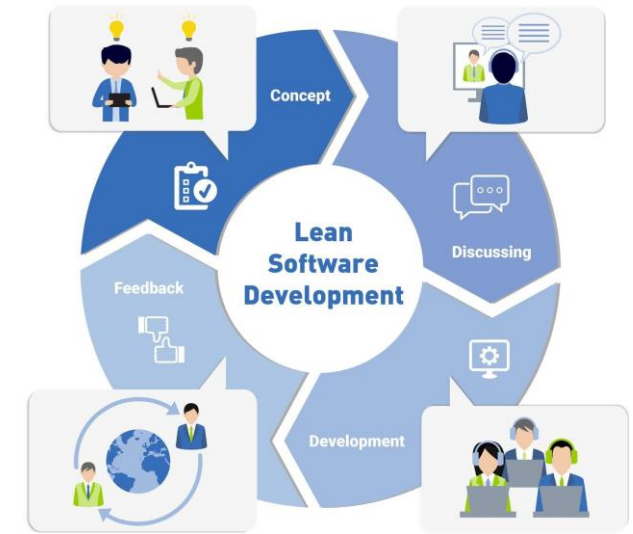 Concept
Discussing
Lean
Software
Development
Feedback
Development